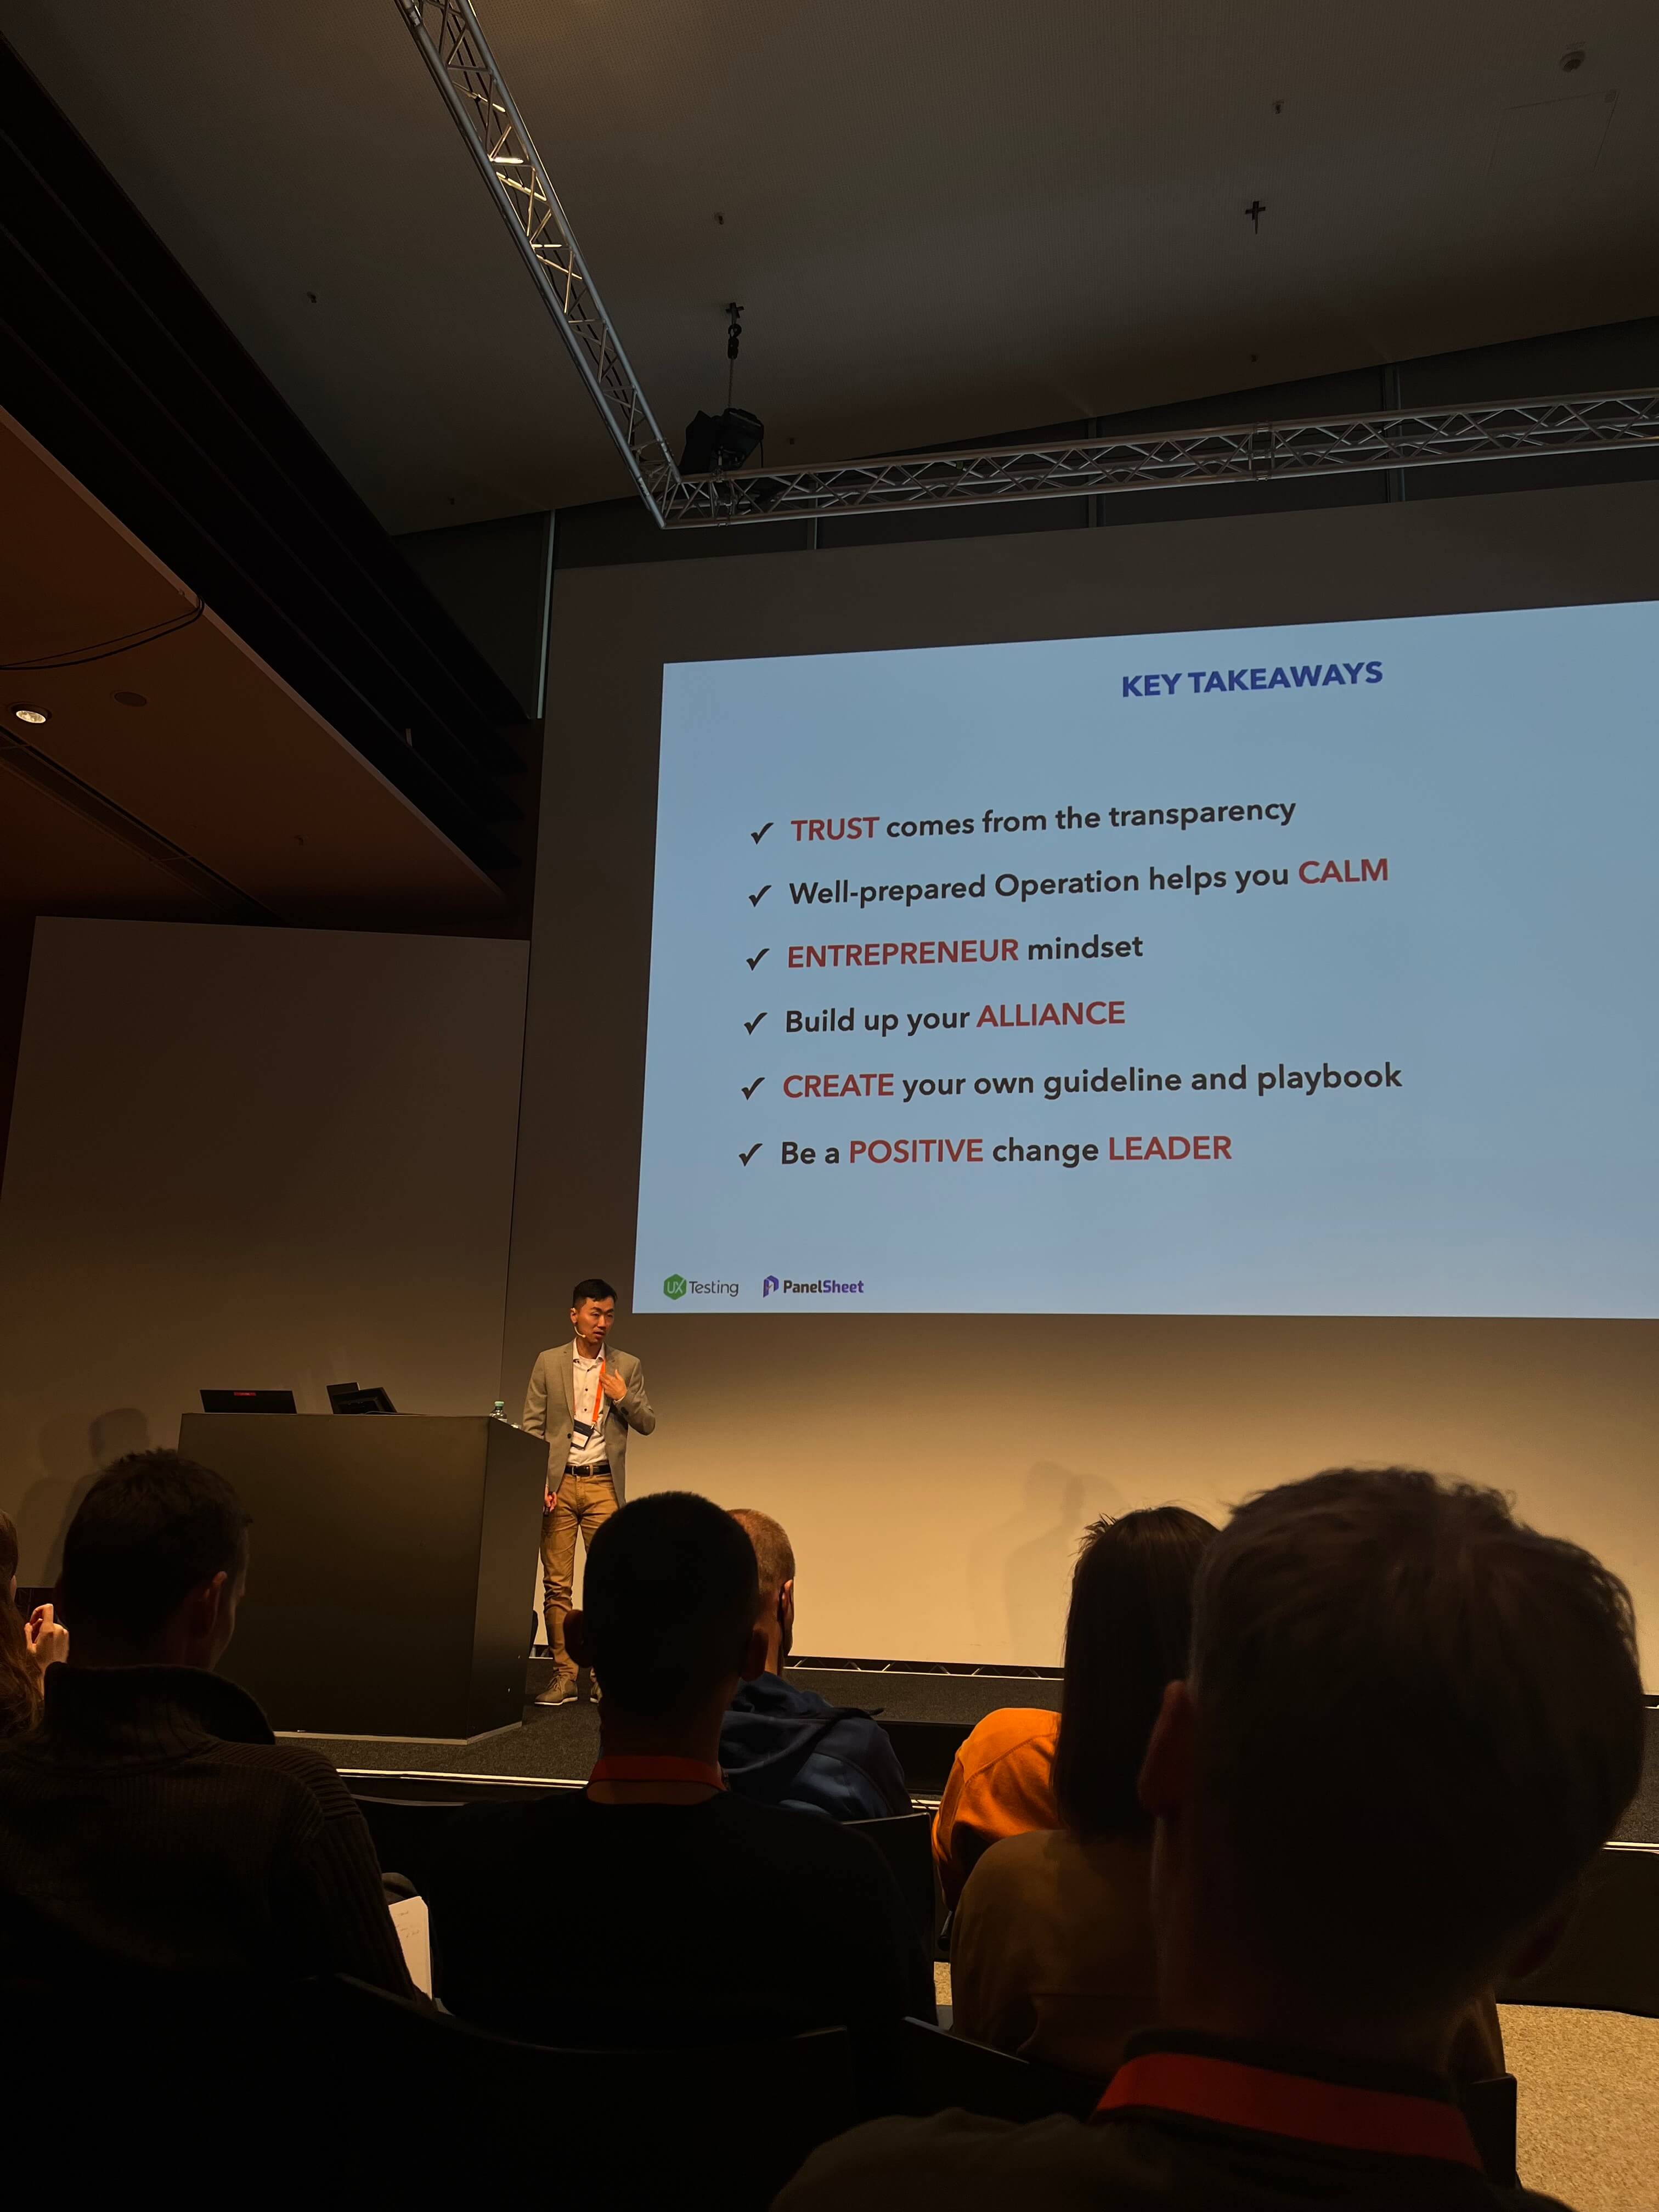 KEY TAKEAWAYS
✓ TRUST comes from the transparency
✓ Well-prepared Operation helps you CALM
✓ ENTREPRENEUR mindset
✓ Build up your ALLIANCE
✓ CREATE your own guideline and playbook
✓ Be a POSITIVE change LEADER
UX Testing PanelSheet